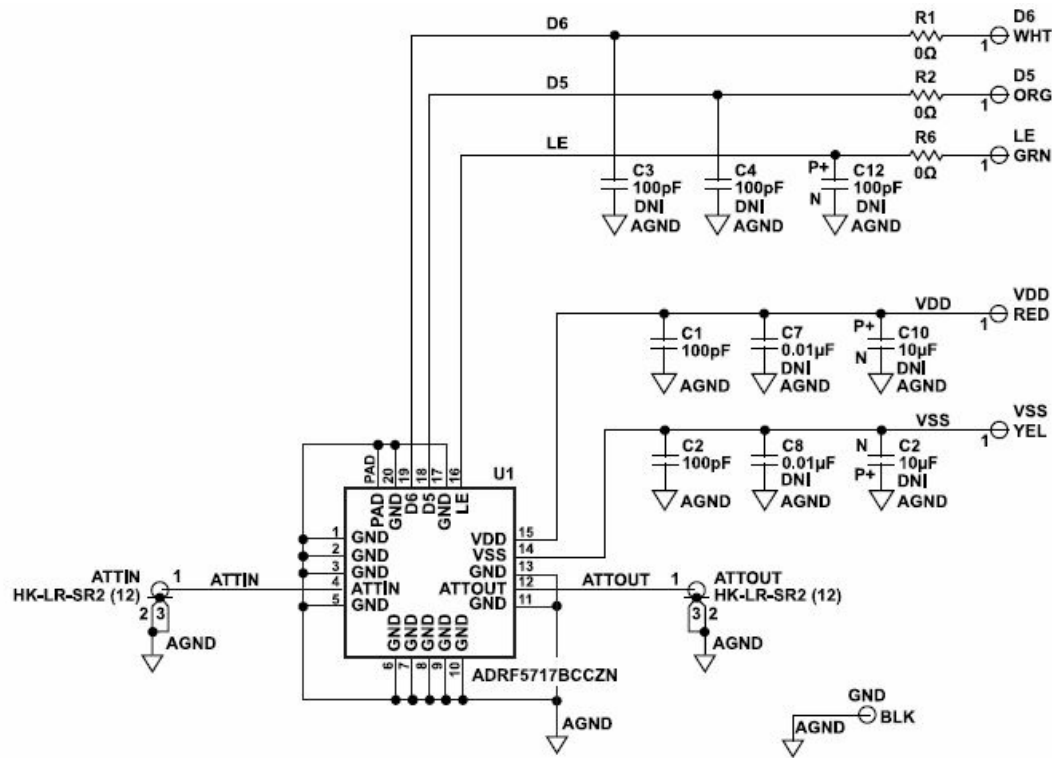 D6
R1
D6
WHT
1
0Ω
D5
R2
D5
ORG
1
0Ω
LE
R6
LE
GRN
1
0Ω
C3
100pF
DNI
AGND
C4
100pF
DNI
AGND
P+
N
C12
100pF
DNI
AGND
VDD
VDD
RED
1
C1
100pF
AGND
C7
0.01µF
DNI
AGND
P+
N
C10
10µF
DNI
AGND
VSS
VSS
YEL
1
C2
100pF
AGND
C8
0.01µF
DNI
AGND
N
P+
C2
10µF
DNI
AGND
U1
PAD
20
19
18
17
16
PAD
GND
D6
D5
GND
LE
1
GND
2
GND
3
GND
4
ATTIN
5
GND
VDD
15
VSS
14
GND
13
ATTOUT
12
GND
11
GND
GND
GND
GND
GND
6
7
8
9
10
ADRF5717BCCZN
ATTIN
HK-LR-SR2 (12)
1
2
3
ATTIN
AGND
ATTOUT
1
ATTOUT
HK-LR-SR2 (12)
3
2
AGND
AGND
GND
BLK
AGND